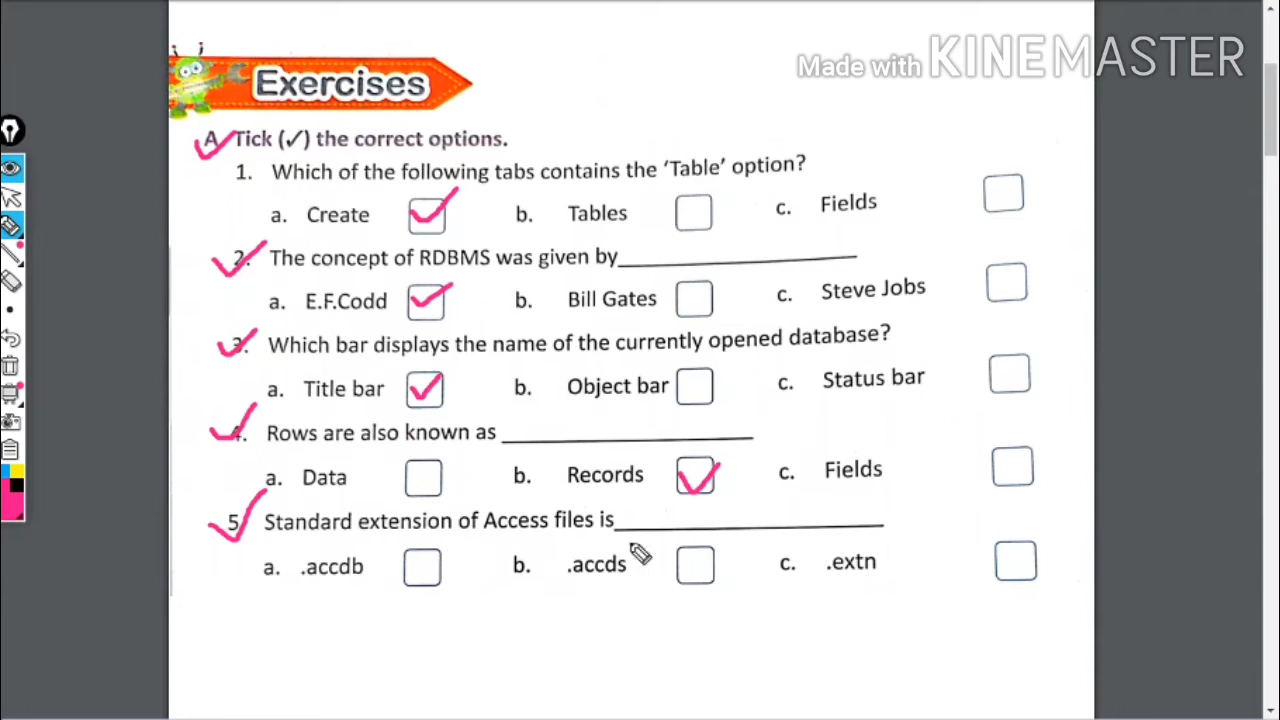 Made with KINEMASTER
Exercises
A. Tick (✓) the correct options.
1. Which of the following tabs contains the ‘Table’ option?
a. Create b. Tables c. Fields
2. The concept of RDBMS was given by____________________
a. E.F.Codd b. Bill Gates c. Steve Jobs
3. Which bar displays the name of the currently opened database?
a. Title bar b. Object bar c. Status bar
4. Rows are also known as ____________________
a. Data b. Records c. Fields
5. Standard extension of Access files is____________________
a. .accdb b. .accds c. .extn